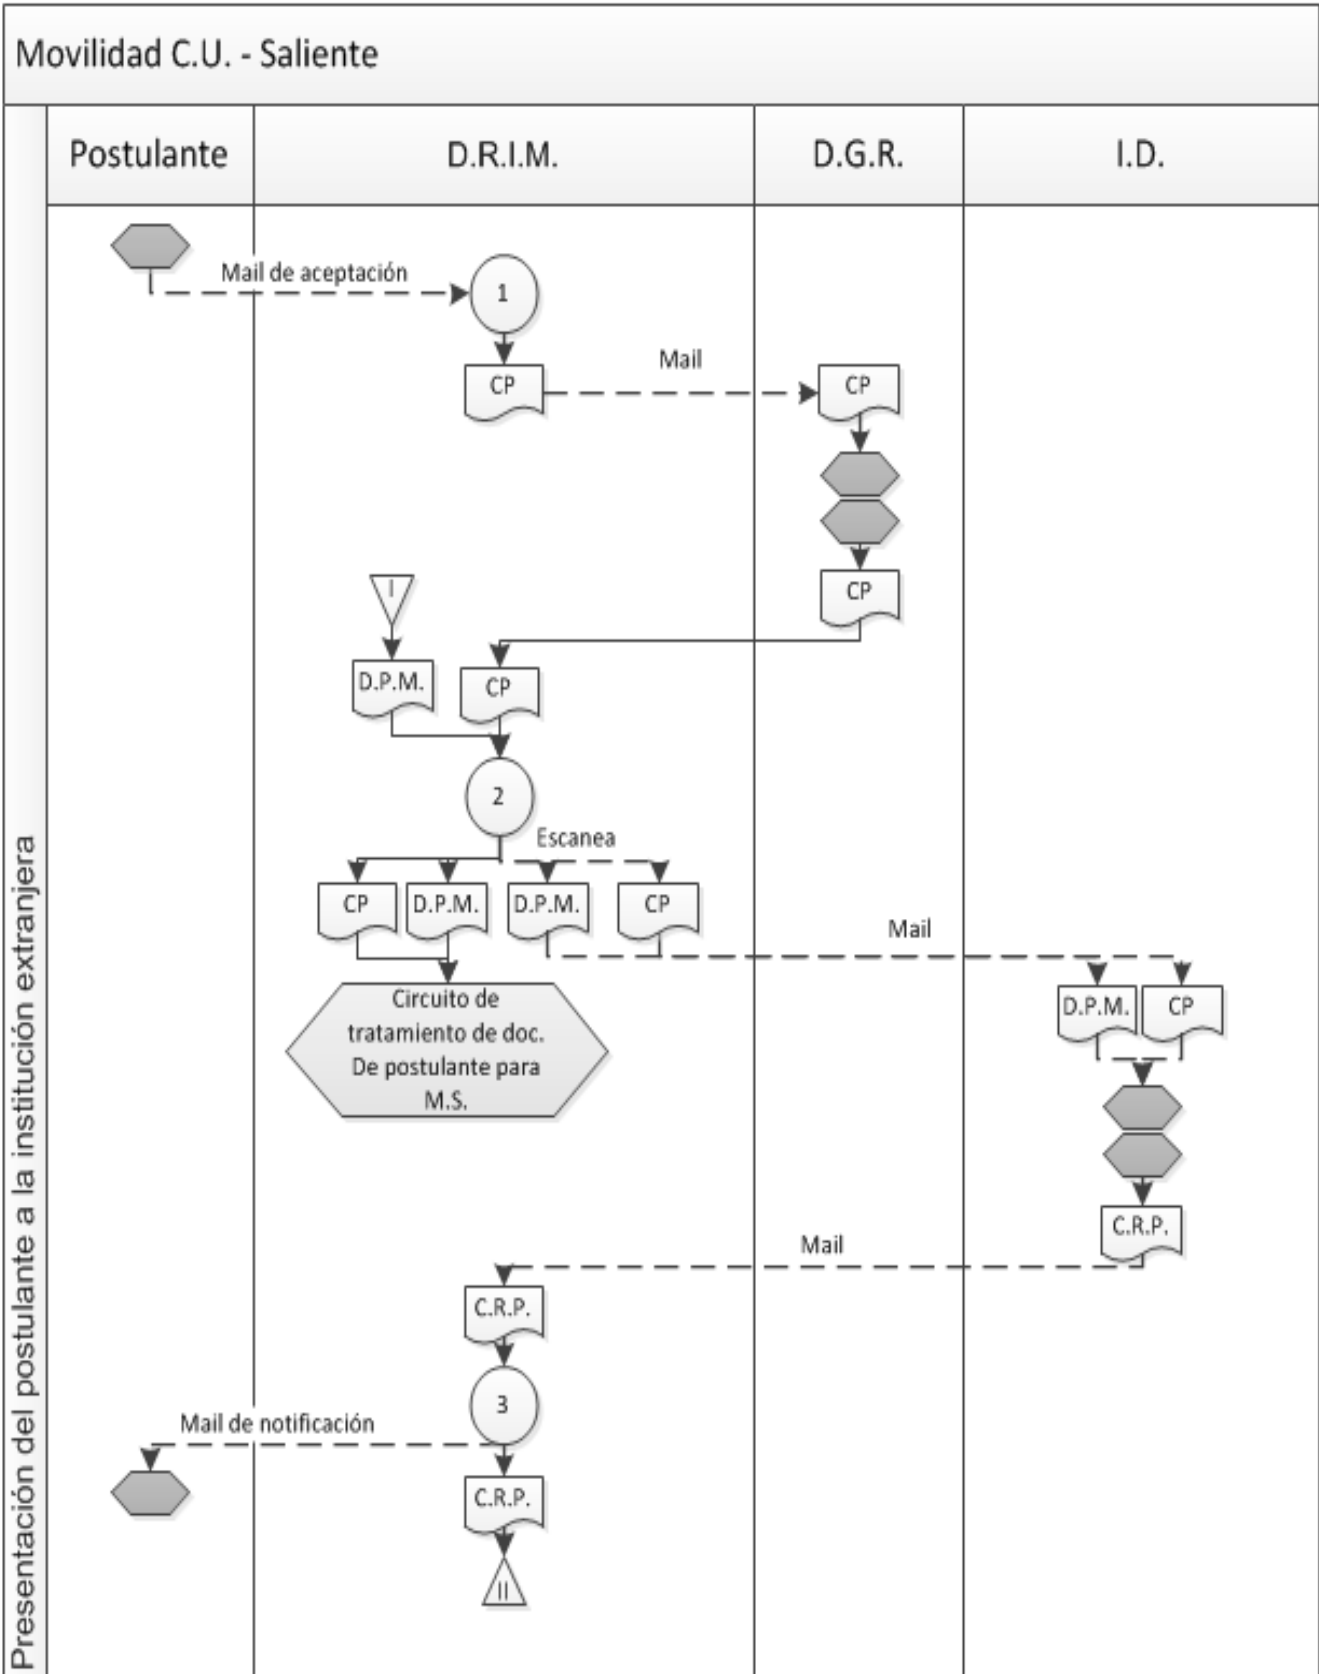 Movilidad C.U. - Saliente
Postulante
D.R.I.M.
D.G.R.
I.D.
Presentación del postulante a la institución extranjera
Mail de aceptación
1
CP
Mail
CP
CP
I
D.P.M.
CP
2
Escanea
CP
D.P.M.
D.P.M.
CP
Mail
D.P.M.
CP
Circuito de
tratamiento de doc.
De postulante para
M.S.
C.R.P.
Mail
C.R.P.
3
Mail de notificación
C.R.P.
II